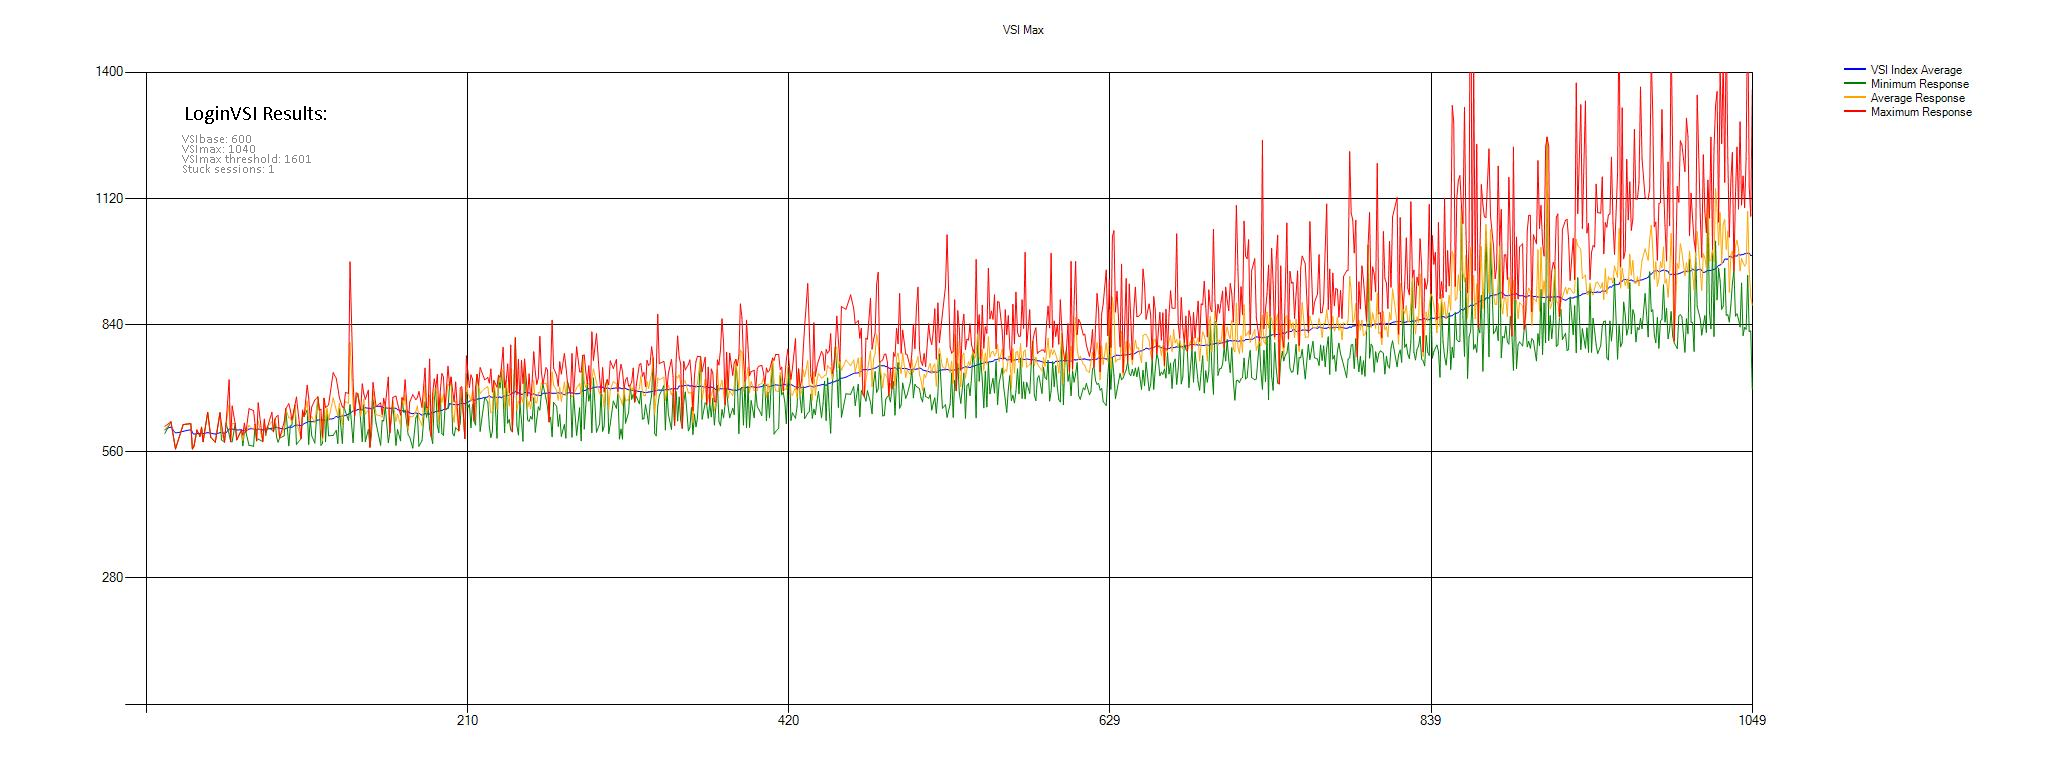 VSI Max
1400
1120
840
560
280
210
420
629
839
1049
LoginVSI Results:
VSIbase: 600
VSImax: 1040
VSImax threshold: 1601
Stuck sessions: 1
VSI Index Average
Minimum Response
Average Response
Maximum Response